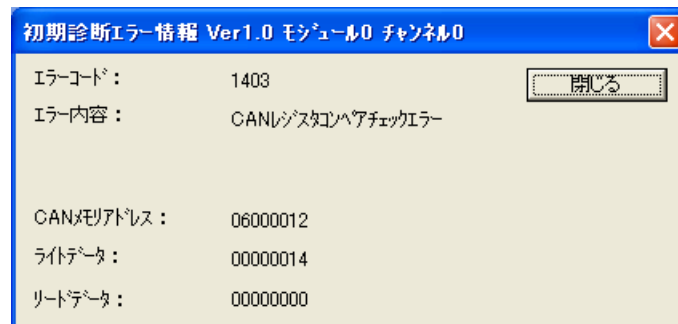 初期診断ｴﾗｰ情報 Ver1.0 ﾓｼﾞｭｰﾙ0 ﾁｬﾝﾈﾙ0
ｴﾗｰｺｰﾄﾞ： 1403 閉じる
ｴﾗｰ内容： CANﾚｼﾞｽﾀｺﾝﾍﾟｱﾁｪｯｸｴﾗｰ
CANﾒﾓﾘｱﾄﾞﾚｽ： 06000012
ﾗｲﾄﾃﾞｰﾀ： 00000014
ﾘｰﾄﾞﾃﾞｰﾀ： 00000000